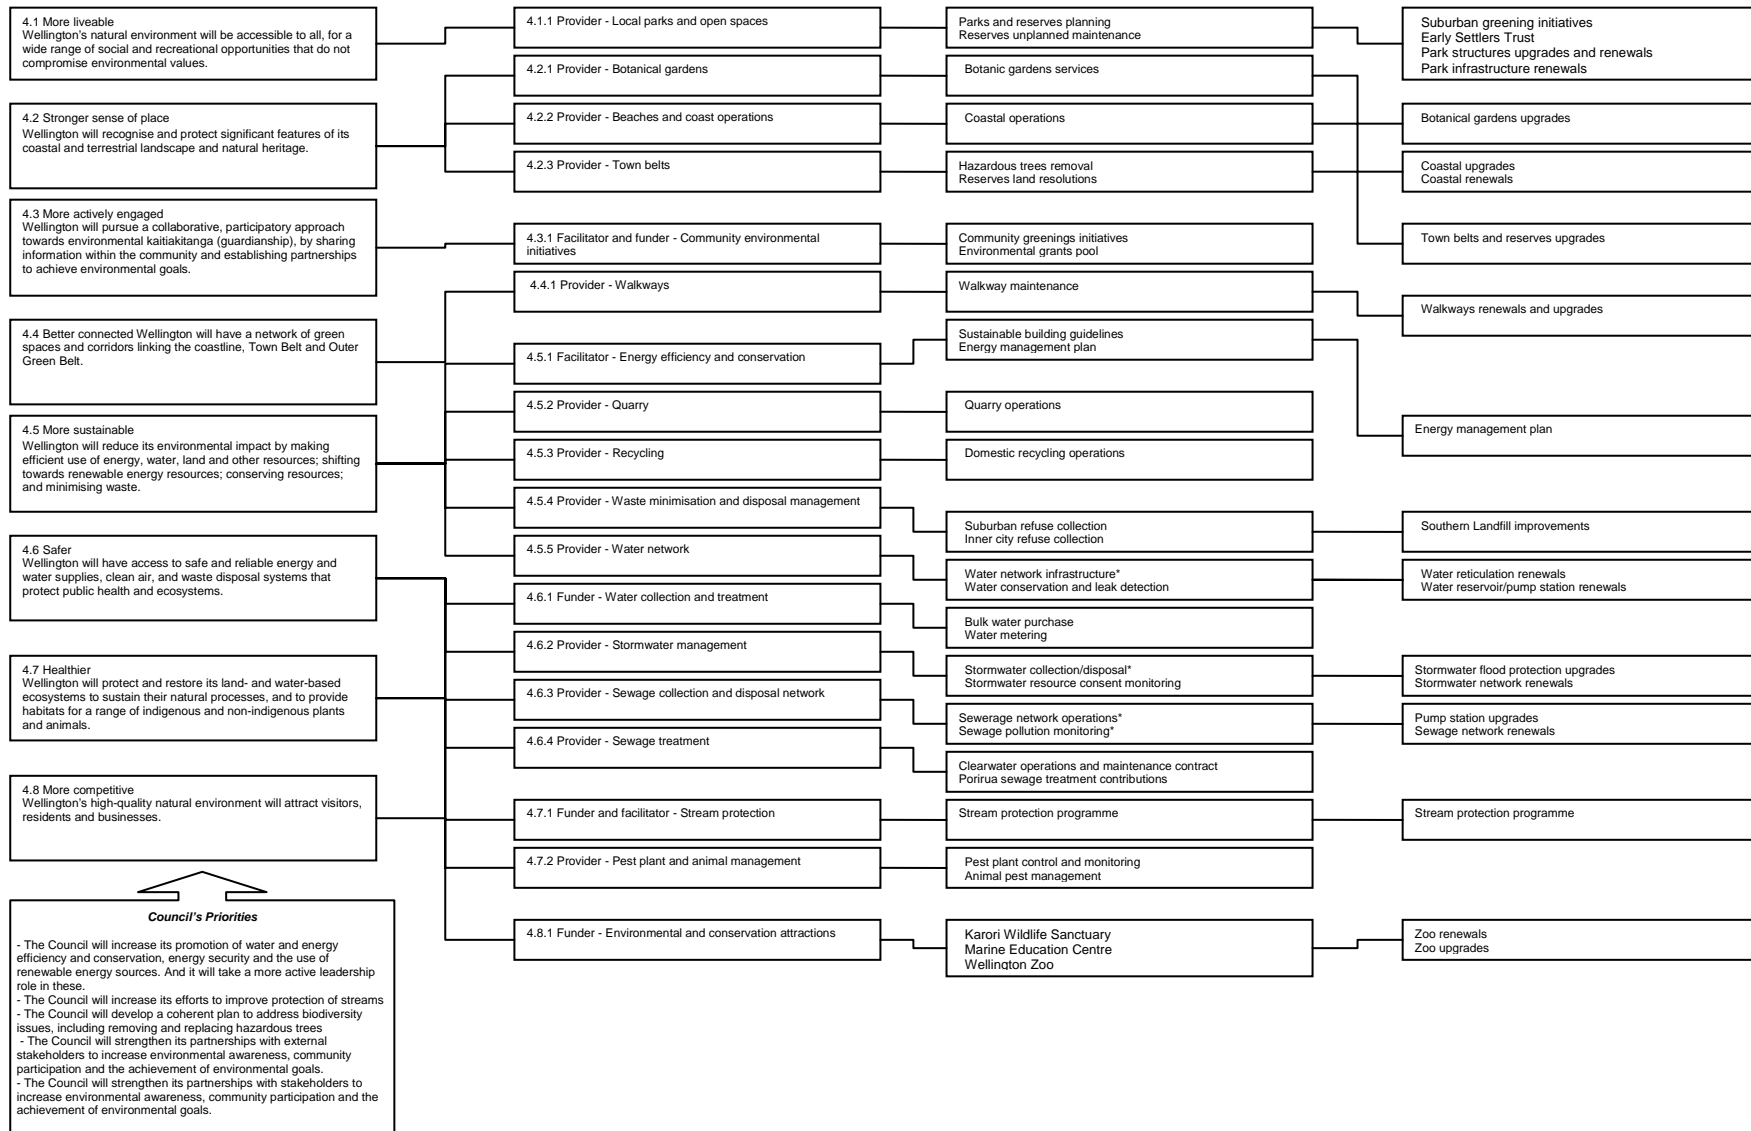 4.1 More liveable
Wellington's natural environment will be accessible to all, for a
wide range of social and recreational opportunities that do not
compromise environmental values.
4.2 Stronger sense of place
Wellington will recognise and protect significant features of its
coastal and terrestrial landscape and natural heritage.
4.3 More actively engaged
Wellington will pursue a collaborative, participatory approach
towards environmental kaitiakitanga (guardianship), by sharing
information within the community and establishing partnerships
to achieve environmental goals.
4.4 Better connected Wellington will have a network of green
spaces and corridors linking the coastline, Town Belt and Outer
Green Belt.
4.5 More sustainable
Wellington will reduce its environmental impact by making
efficient use of energy, water, land and other resources; shifting
towards renewable energy resources; conserving resources;
and minimising waste.
4.6 Safer
Wellington will have access to safe and reliable energy and
water supplies, clean air, and waste disposal systems that
protect public health and ecosystems.
4.7 Healthier
Wellington will protect and restore its land- and water-based
ecosystems to sustain their natural processes, and to provide
habitats for a range of indigenous and non-indigenous plants
and animals.
4.8 More competitive
Wellington's high-quality natural environment will attract visitors,
residents and businesses.
Council's Priorities
- The Council will increase its promotion of water and energy
efficiency and conservation, energy security and the use of
renewable energy sources. And it will take a more active leadership
role in these.
- The Council will increase its efforts to improve protection of streams
- The Council will develop a coherent plan to address biodiversity
issues, including removing and replacing hazardous trees
- The Council will strengthen its partnerships with external
stakeholders to increase environmental awareness, community
participation and the achievement of environmental goals.
- The Council will strengthen its partnerships with stakeholders to
increase environmental awareness, community participation and the
achievement of environmental goals.
4.1.1 Provider - Local parks and open spaces
4.2.1 Provider - Botanical gardens
4.2.2 Provider - Beaches and coast operations
4.2.3 Provider - Town belts
4.3.1 Facilitator and funder - Community environmental
initiatives
4.4.1 Provider - Walkways
4.5.1 Facilitator - Energy efficiency and conservation
4.5.2 Provider - Quarry
4.5.3 Provider - Recycling
4.5.4 Provider - Waste minimisation and disposal management
4.5.5 Provider - Water network
4.6.1 Funder - Water collection and treatment
4.6.2 Provider - Stormwater management
4.6.3 Provider - Sewage collection and disposal network
4.6.4 Provider - Sewage treatment
4.7.1 Funder and facilitator - Stream protection
4.7.2 Provider - Pest plant and animal management
4.8.1 Funder - Environmental and conservation attractions
Parks and reserves planning
Reserves unplanned maintenance
Botanic gardens services
Coastal operations
Hazardous trees removal
Reserves land resolutions
Community greenings initiatives
Environmental grants pool
Walkway maintenance
Sustainable building guidelines
Energy management plan
Quarry operations
Domestic recycling operations
Suburban refuse collection
Inner city refuse collection
Water network infrastructure*
Water conservation and leak detection
Bulk water purchase
Water metering
Stormwater collection/disposal*
Stormwater resource consent monitoring
Sewerage network operations*
Sewage pollution monitoring*
Clearwater operations and maintenance contract
Porirua sewage treatment contributions
Stream protection programme
Pest plant control and monitoring
Animal pest management
Karori Wildlife Sanctuary
Marine Education Centre
Wellington Zoo
Suburban greening initiatives
Early Settlers Trust
Park structures upgrades and renewals
Park infrastructure renewals
Botanical gardens upgrades
Coastal upgrades
Coastal renewals
Town belts and reserves upgrades
Walkways renewals and upgrades
Energy management plan
Southern Landfill improvements
Water reticulation renewals
Water reservoir/pump station renewals
Stormwater flood protection upgrades
Stormwater network renewals
Pump station upgrades
Sewage network renewals
Stream protection programme
Zoo renewals
Zoo upgrades